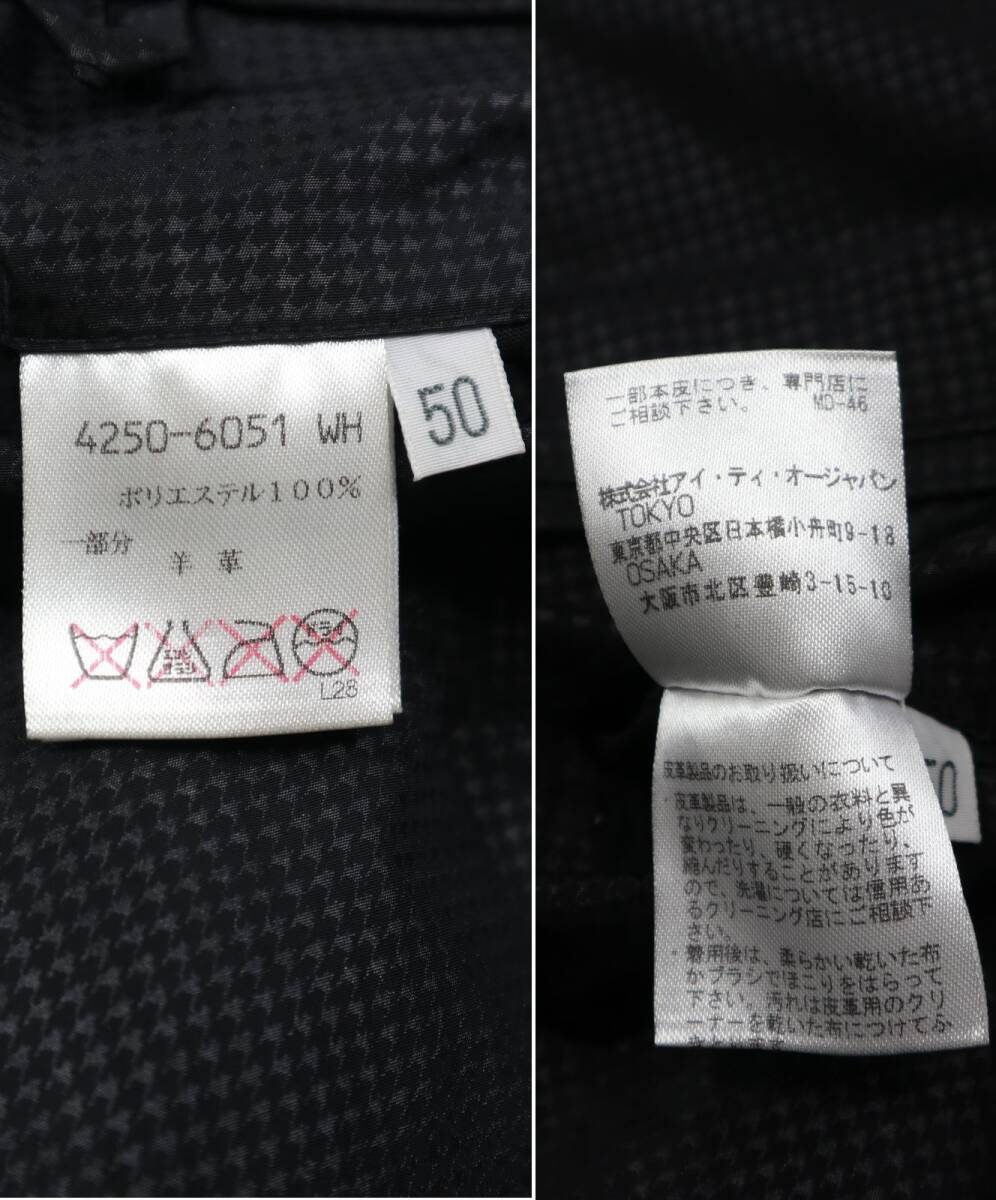 4250-6051 WH
50
ポリエステル100%
一部分
羊革
エンソ
サラシ
ドライ
L28
一部本皮につき、専門店に
ご相談下さい。 MD-46
株式会社アイ・ティ・オージャパン
TOKYO
東京都中央区日本橋小舟町9-18
OSAKA
大阪市北区豊崎3-15-10
皮革製品のお取り扱いについて
・皮革製品は、一般の衣料と異
なりクリーニングにより色が
変わったり、硬くなったり、
縮んだりすることがあります
ので、洗濯については信用あ
るクリーニング店にご相談下
さい。
・着用後は、柔らかい乾いた布
かブラシでほこりをはらって
下さい。汚れは皮革用のクリ
ーナーを乾いた布につけてふ